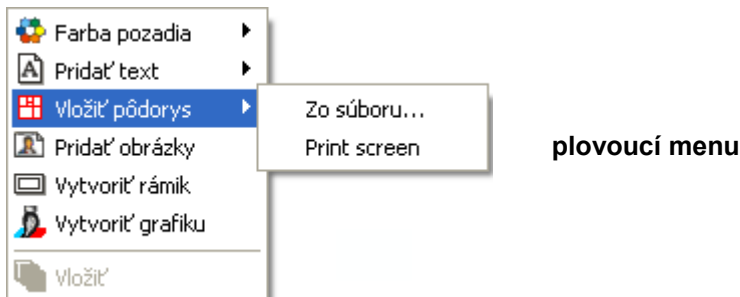 Farba pozadia
Pridať text
Vložiť pôdorys
Zo súboru...
Pridať obrázky
Print screen
plovoucí menu
Vytvoriť rámik
Vytvoriť grafiku
Vložiť